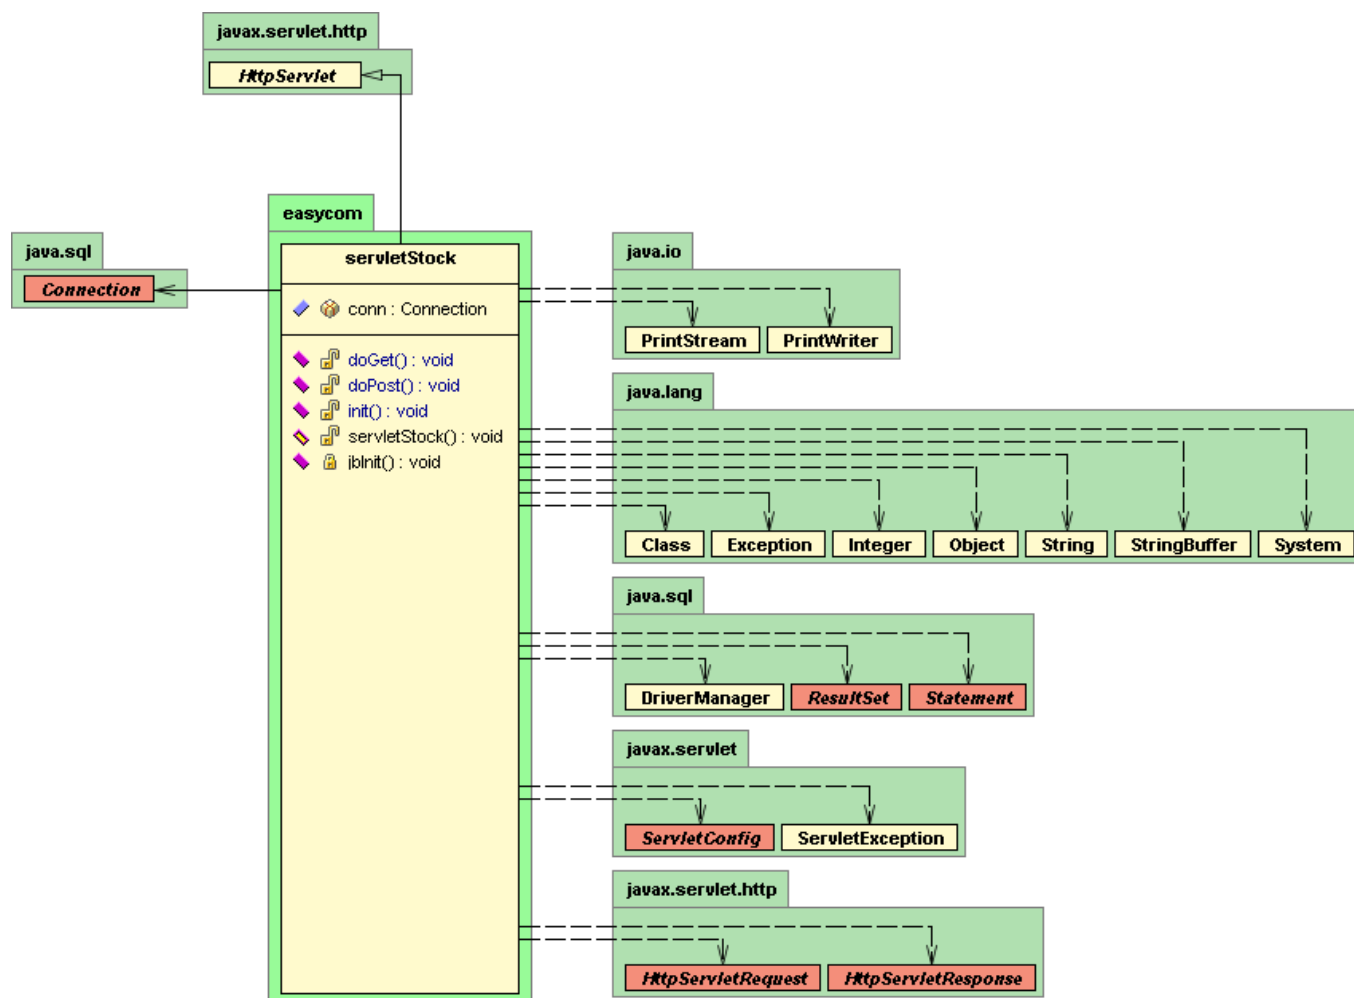 javax.servlet.http
HttpServlet
easycom
servletStock
conn : Connection
doGet() : void
doPost() : void
init() : void
servletStock() : void
jbInit() : void
java.sql
Connection
java.io
PrintStream PrintWriter
java.lang
Class Exception Integer Object String StringBuffer System
java.sql
DriverManager ResultSet Statement
javax.servlet
ServletConfig ServletException
javax.servlet.http
HttpServletRequest HttpServletResponse